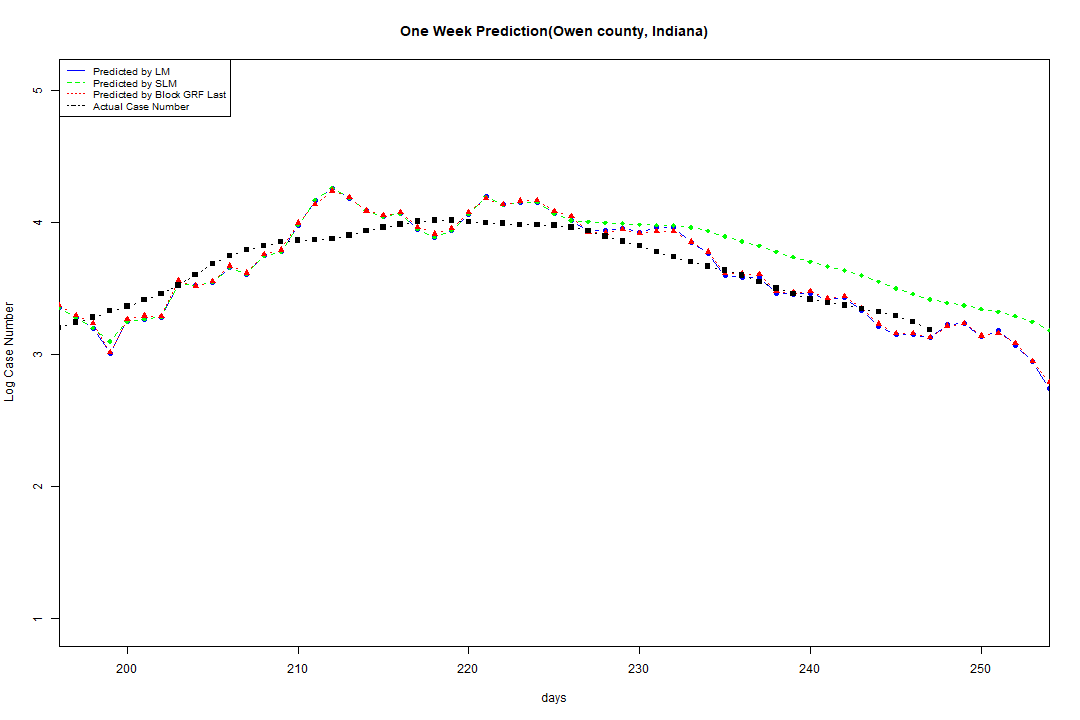 One Week Prediction(Owen county, Indiana)
Predicted by LM
Predicted by SLM
Predicted by Block GRF Last
Actual Case Number
5
4
3
2
1
Log Case Number
200 210 220 230 240 250
days